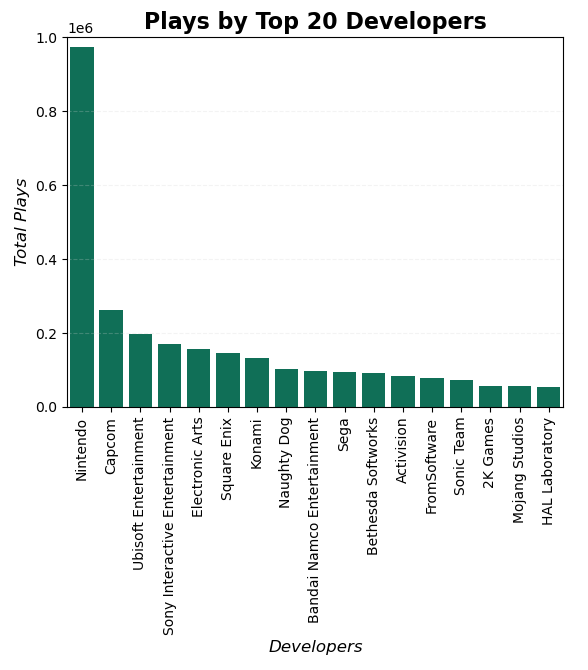 Plays by Top 20 Developers
1e6
1.0
0.8
0.6
0.4
0.2
0.0
Total Plays
Nintendo
Capcom
Ubisoft Entertainment
Sony Interactive Entertainment
Electronic Arts
Square Enix
Konami
Naughty Dog
Bandai Namco Entertainment
Sega
Bethesda Softworks
Activision
FromSoftware
Sonic Team
2K Games
Mojang Studios
HAL Laboratory
Developers